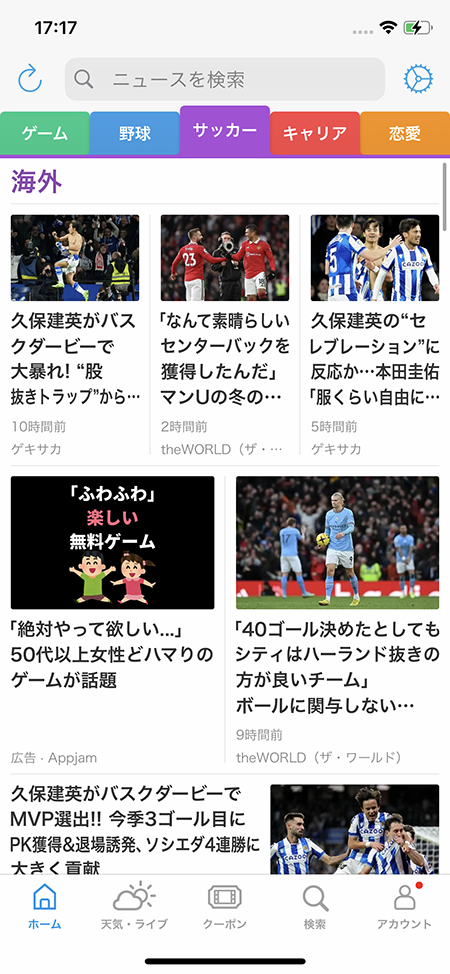 17:17
ニュースを検索
ゲーム
野球
サッカー
キャリア
恋愛
海外
久保建英がバス
クダービーで
大暴れ! “股
抜きトラップ”から…
10時間前
ゲキサカ
「なんて素晴らしい
センターバックを
獲得したんだ」
マンUの冬の…
2時間前
theWORLD（ザ・…
久保建英の“セ
レブレーション”に
反応か…本田圭佑
「服くらい自由に…
5時間前
ゲキサカ
「ふわふわ」
楽しい
無料ゲーム
「絶対やって欲しい...」
50代以上女性どハマりの
ゲームが話題
広告 · Appjam
「40ゴール決めたとしても
シティはハーランド抜きの
方が良いチーム」
ボールに関与しない…
9時間前
theWORLD（ザ・ワールド）
久保建英がバスクダービーで
MVP選出!! 今季3ゴール目に
PK獲得&退場誘発、ソシエダ4連勝に
大きく貢献
ホーム
天気・ライブ
クーポン
検索
アカウント